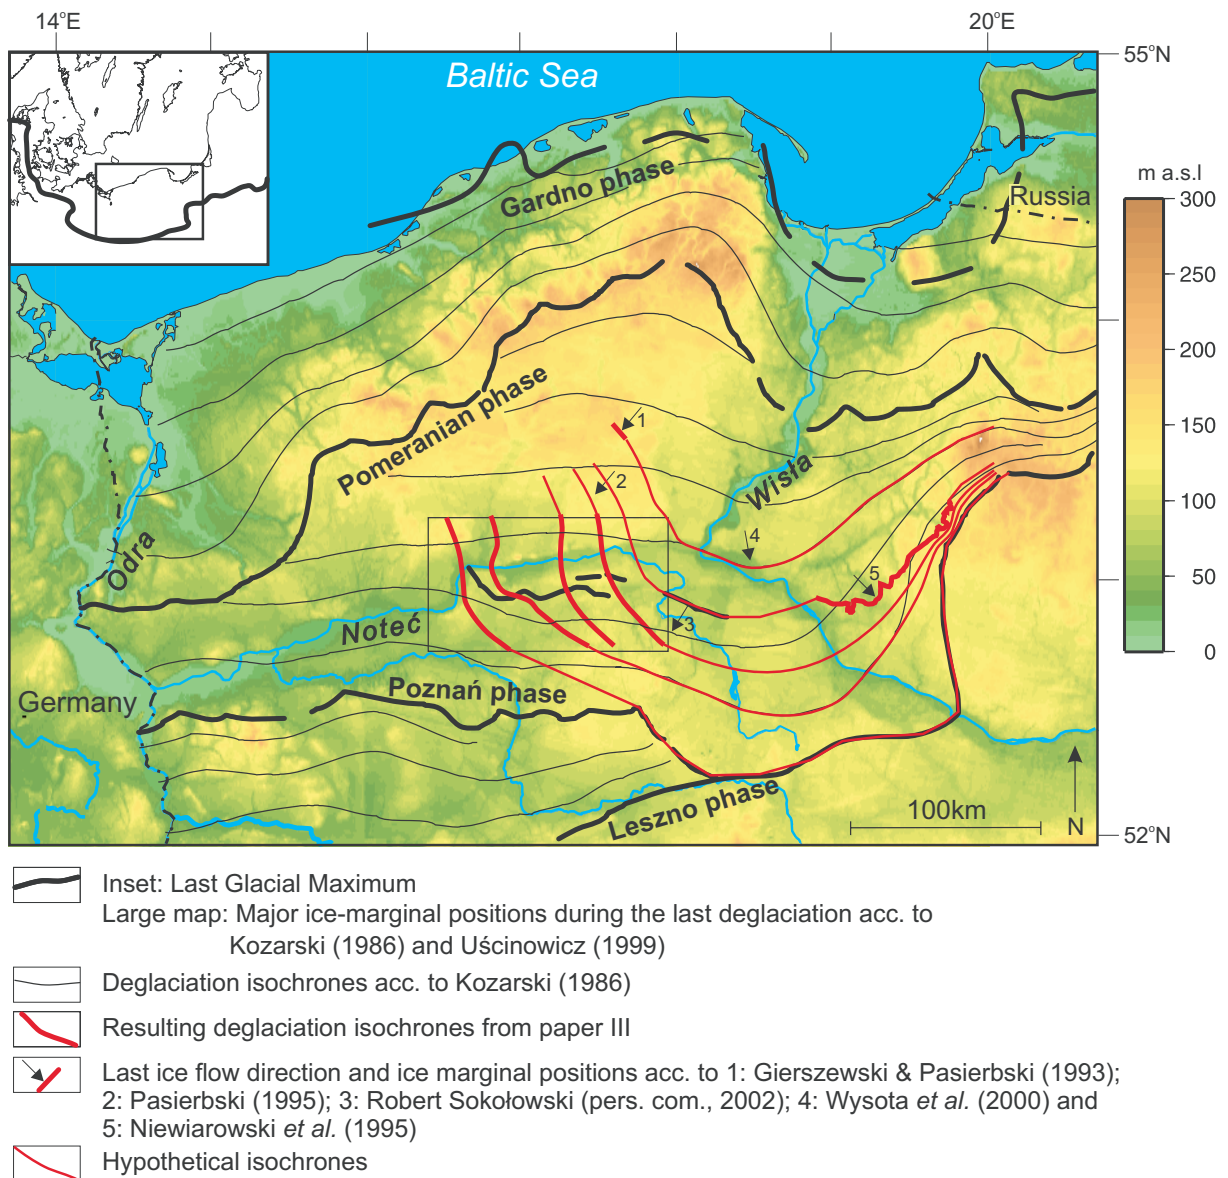 14°E
20°E
55°N
Baltic Sea
m a.s.l
Gardno phase
Russia
300
250
200
150
100
50
0
Pomeranian phase
1
2
Wisła
4
5
3
Odra
Noteć
Poznań phase
Germany
Leszno phase
100km
N
52°N
Inset: Last Glacial Maximum
Large map: Major ice-marginal positions during the last deglaciation acc. to
Kozarski (1986) and Uścinowicz (1999)
Deglaciation isochrones acc. to Kozarski (1986)
Resulting deglaciation isochrones from paper III
Last ice flow direction and ice marginal positions acc. to 1: Gierszewski & Pasierbski (1993);
2: Pasierbski (1995); 3: Robert Sokołowski (pers. com., 2002); 4: Wysota et al. (2000) and
5: Niewiarowski et al. (1995)
Hypothetical isochrones